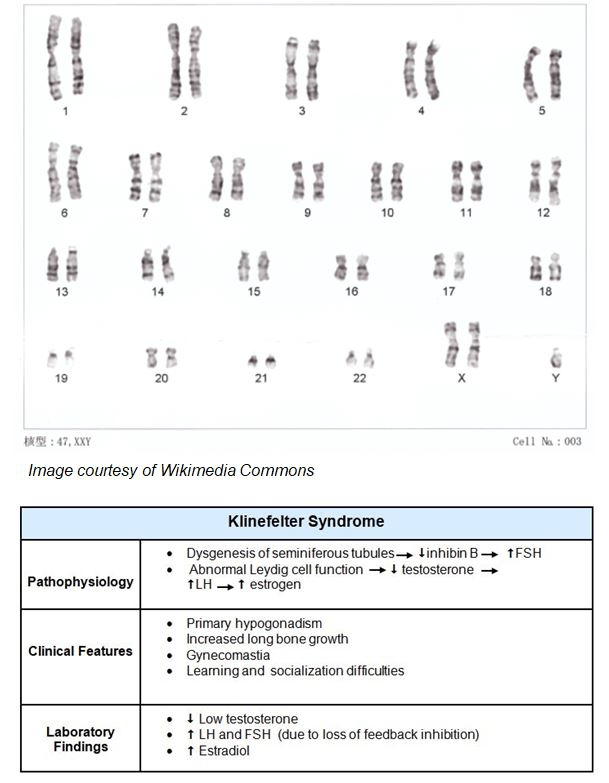 1 2 3 4 5
6 7 8 9 10 11 12
13 14 15 16 17 18
19 20 21 22 X Y
核型：47,XXY Cell №：003
Image courtesy of Wikimedia Commons
Klinefelter Syndrome
Pathophysiology
• Dysgenesis of seminiferous tubules → ↓inhibin B → ↑FSH
• Abnormal Leydig cell function → ↓ testosterone →
↑LH → ↑ estrogen
Clinical Features
• Primary hypogonadism
• Increased long bone growth
• Gynecomastia
• Learning and socialization difficulties
Laboratory
Findings
• ↓ Low testosterone
• ↑ LH and FSH (due to loss of feedback inhibition)
• ↑ Estradiol